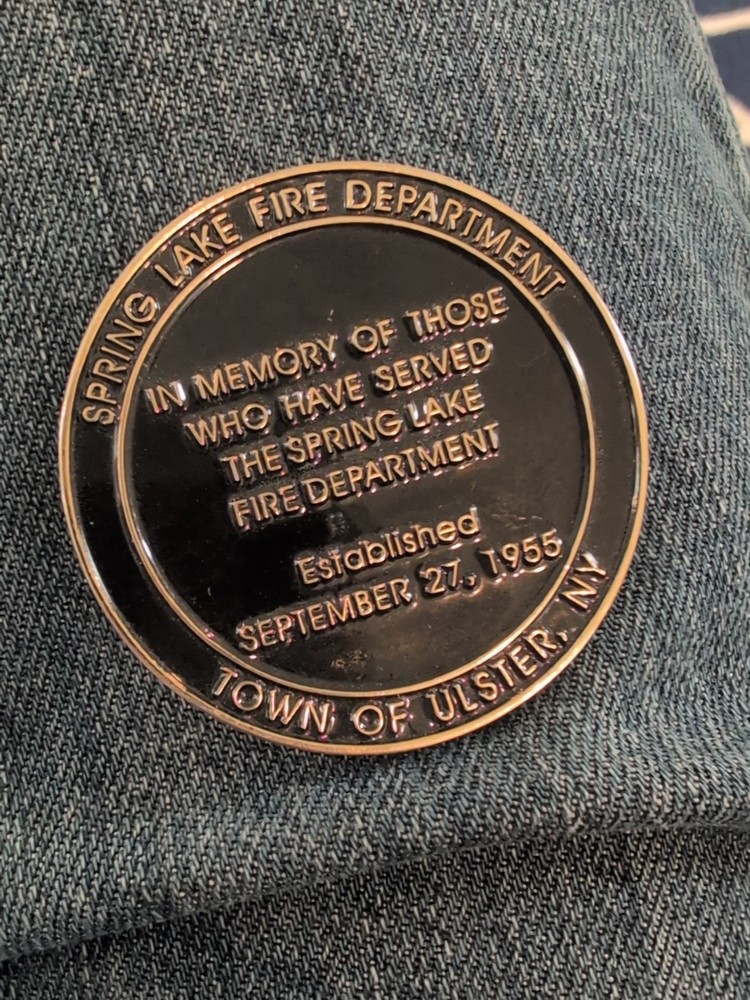 SPRING LAKE FIRE DEPARTMENT
IN MEMORY OF THOSE
WHO HAVE SERVED
THE SPRING LAKE
FIRE DEPARTMENT
Established
SEPTEMBER 27, 1955
TOWN OF ULSTER, NY